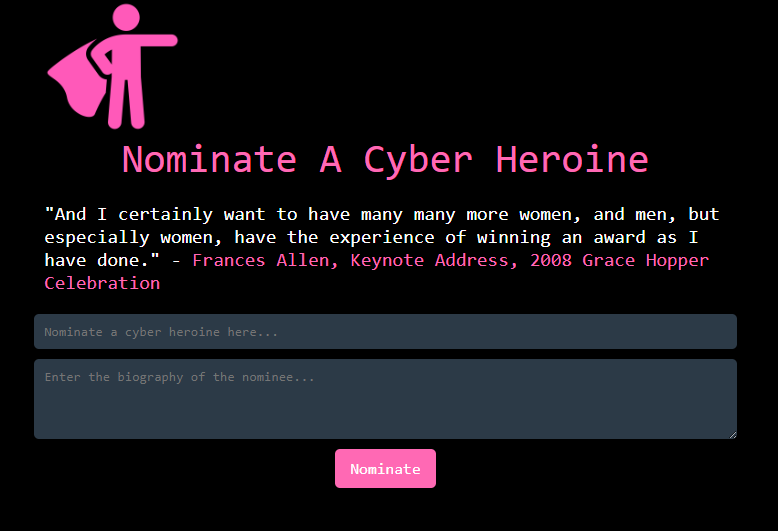 Nominate A Cyber Heroine
"And I certainly want to have many many more women, and men, but
especially women, have the experience of winning an award as I
have done." - Frances Allen, Keynote Address, 2008 Grace Hopper
Celebration
Nominate a cyber heroine here...
Enter the biography of the nominee...
Nominate